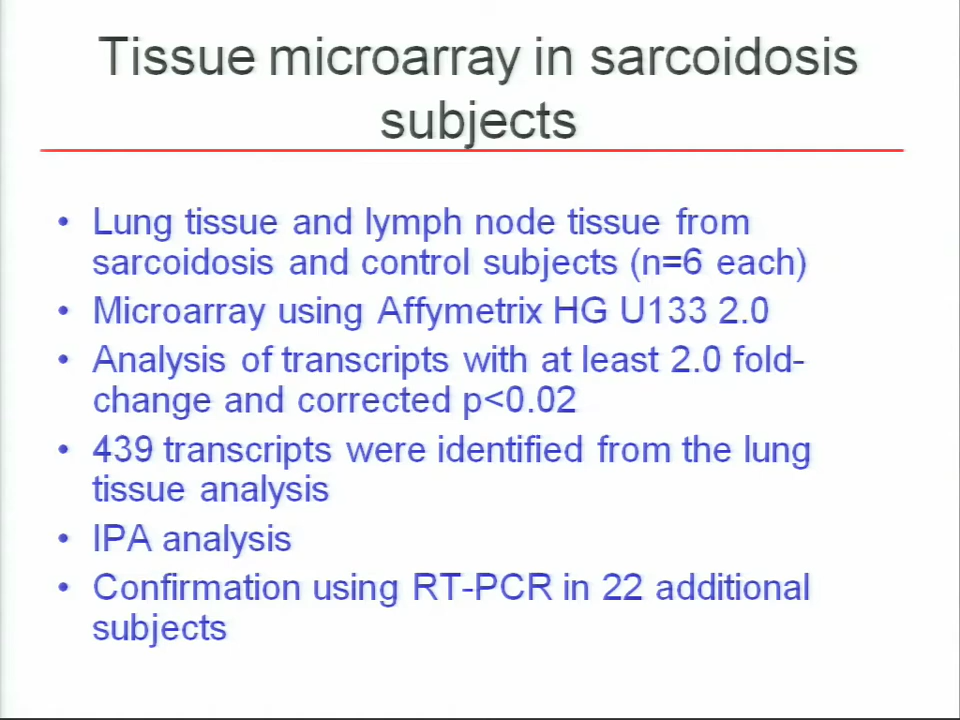 Tissue microarray in sarcoidosis
subjects
• Lung tissue and lymph node tissue from
sarcoidosis and control subjects (n=6 each)
• Microarray using Affymetrix HG U133 2.0
• Analysis of transcripts with at least 2.0 fold-
change and corrected p<0.02
• 439 transcripts were identified from the lung
tissue analysis
• IPA analysis
• Confirmation using RT-PCR in 22 additional
subjects